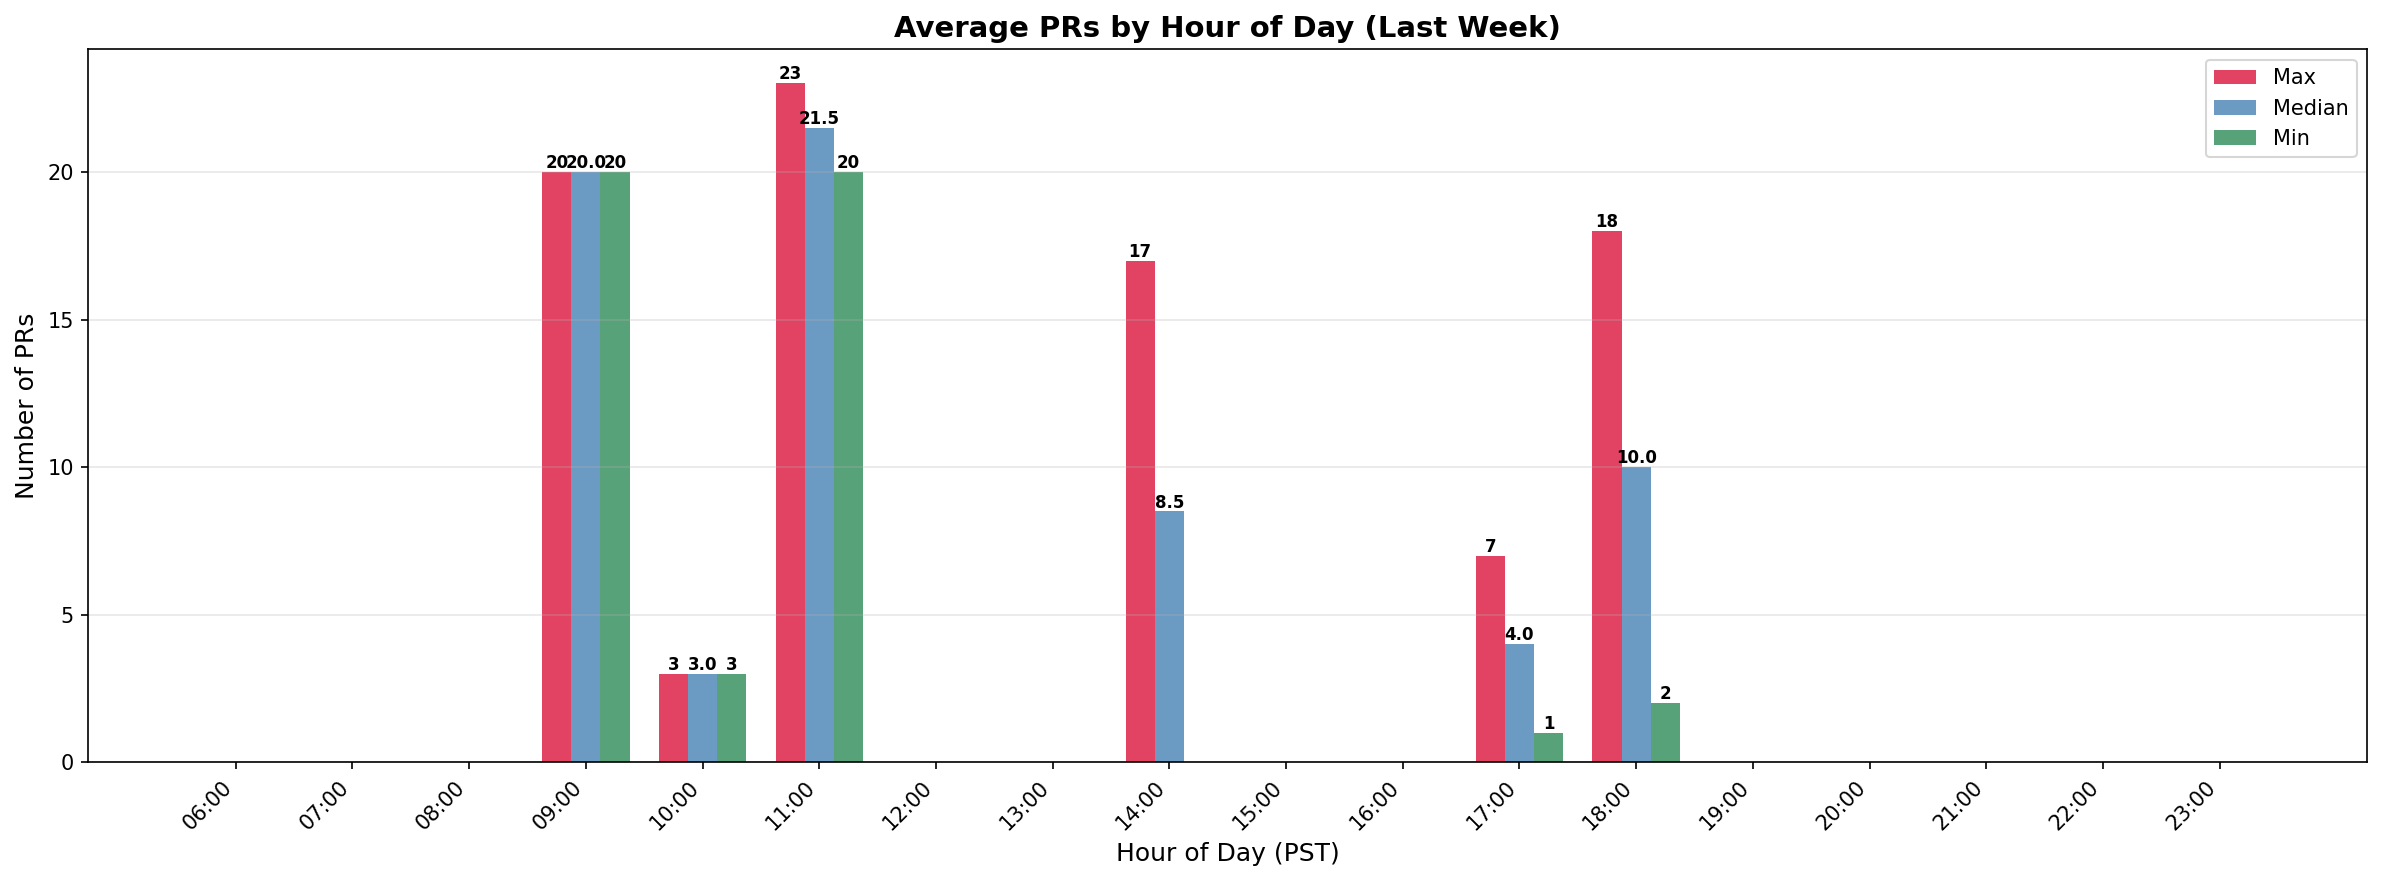 Average PRs by Hour of Day (Last Week)
Max
Median
Min
Number of PRs
20
15
10
5
0
20 20.0 20
3 3.0 3
23 21.5 20
17 8.5
7 4.0 1
18 10.0 2
06:00 07:00 08:00 09:00 10:00 11:00 12:00 13:00 14:00 15:00 16:00 17:00 18:00 19:00 20:00 21:00 22:00 23:00
Hour of Day (PST)